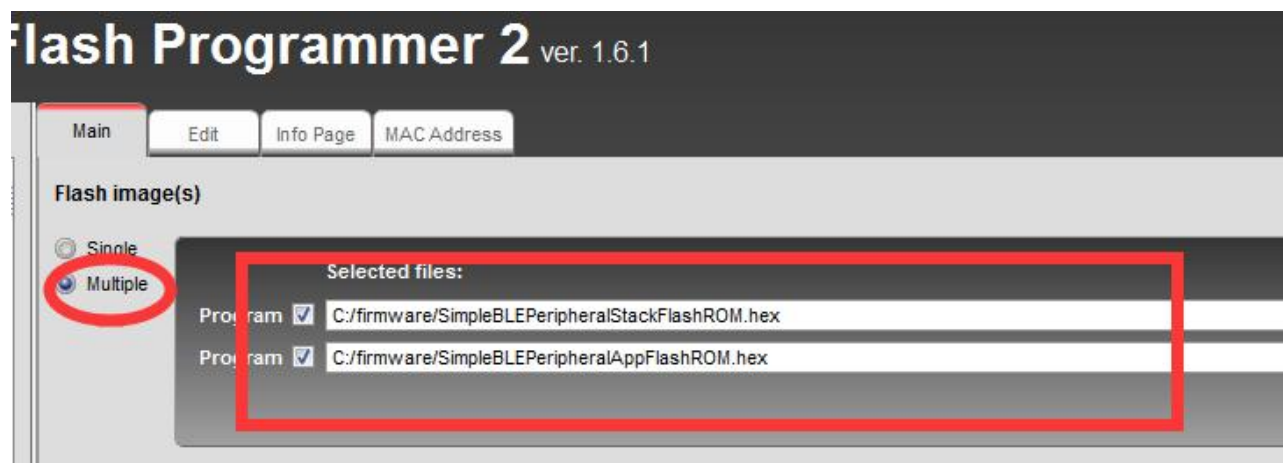 Flash Programmer 2 ver. 1.6.1
Main Edit Info Page MAC Address
Flash image(s)
Single
Multiple
Selected files:
Program C:/firmware/SimpleBLEPeripheralStackFlashROM.hex
Program C:/firmware/SimpleBLEPeripheralAppFlashROM.hex